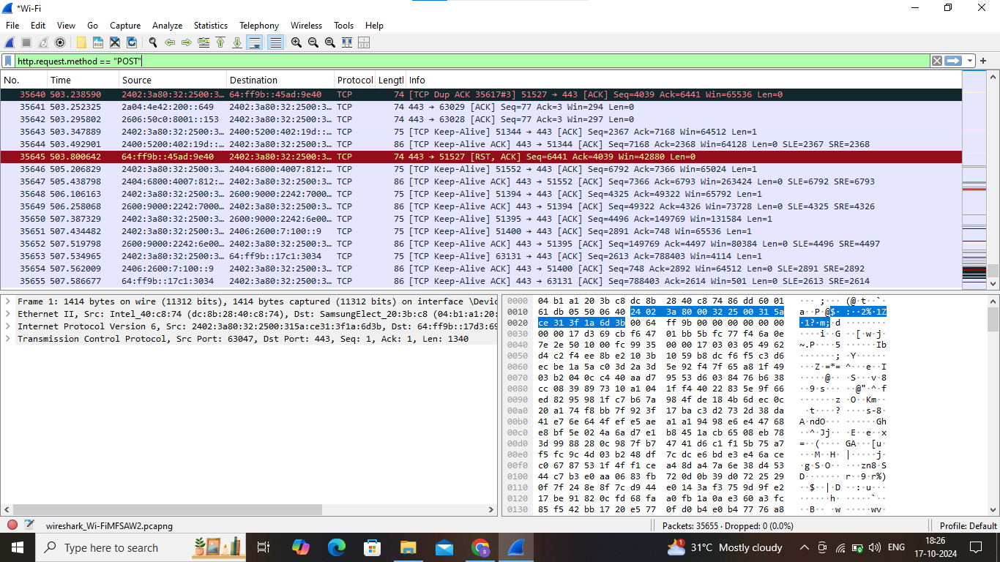 *Wi-Fi
File Edit View Go Capture Analyze Statistics Telephony Wireless Tools Help
http.request.method == "POST"
No. Time Source Destination Protocol Lengtl Info
35640 503.238590 2402:3a80:32:2500:3… 64:ff9b::45ad:9e40 TCP 74 [TCP Dup ACK 35617#3] 51527 → 443 [ACK] Seq=4039 Ack=6441 Win=65536 Len=0
35641 503.252325 2a04:4e42:200::649 2402:3a80:32:2500:3… TCP 74 443 → 63029 [ACK] Seq=77 Ack=3 Win=294 Len=0
35642 503.295802 2606:50c0:8001::153 2402:3a80:32:2500:3… TCP 74 443 → 63028 [ACK] Seq=77 Ack=3 Win=297 Len=0
35643 503.347889 2402:3a80:32:2500:3… 2400:5200:402:19d::… TCP 75 [TCP Keep-Alive] 51344 → 443 [ACK] Seq=2367 Ack=7168 Win=64512 Len=1
35644 503.492901 2400:5200:402:19d::… 2402:3a80:32:2500:3… TCP 86 [TCP Keep-Alive ACK] 443 → 51344 [ACK] Seq=7168 Ack=2368 Win=64128 Len=0 SLE=2367 SRE=2368
35645 503.800642 64:ff9b::45ad:9e40 2402:3a80:32:2500:3… TCP 74 443 → 51527 [RST, ACK] Seq=6441 Ack=4039 Win=42880 Len=0
35646 505.206829 2402:3a80:32:2500:3… 2404:6800:4007:812:… TCP 75 [TCP Keep-Alive] 51552 → 443 [ACK] Seq=6792 Ack=7366 Win=65024 Len=1
35647 505.438798 2404:6800:4007:812:… 2402:3a80:32:2500:3… TCP 86 [TCP Keep-Alive ACK] 443 → 51552 [ACK] Seq=7366 Ack=6793 Win=263424 Len=0 SLE=6792 SRE=6793
35648 506.106163 2402:3a80:32:2500:3… 2600:9000:2242:7000… TCP 75 [TCP Keep-Alive] 51394 → 443 [ACK] Seq=4325 Ack=49322 Win=65792 Len=1
35649 506.258068 2600:9000:2242:7000… 2402:3a80:32:2500:3… TCP 86 [TCP Keep-Alive ACK] 443 → 51394 [ACK] Seq=49322 Ack=4326 Win=73728 Len=0 SLE=4325 SRE=4326
35650 507.387329 2402:3a80:32:2500:3… 2600:9000:2242:6e00… TCP 75 [TCP Keep-Alive] 51395 → 443 [ACK] Seq=4496 Ack=149769 Win=131584 Len=1
35651 507.434482 2402:3a80:32:2500:3… 2406:2600:7:100::9 TCP 75 [TCP Keep-Alive] 51400 → 443 [ACK] Seq=2891 Ack=748 Win=65536 Len=1
35652 507.519798 2600:9000:2242:6e00… 2402:3a80:32:2500:3… TCP 86 [TCP Keep-Alive ACK] 443 → 51395 [ACK] Seq=149769 Ack=4497 Win=80384 Len=0 SLE=4496 SRE=4497
35653 507.534965 2402:3a80:32:2500:3… 64:ff9b::17c1:3034 TCP 75 [TCP Keep-Alive] 63131 → 443 [ACK] Seq=2613 Ack=788403 Win=4114 Len=1
35654 507.562009 2406:2600:7:100::9 2402:3a80:32:2500:3… TCP 86 [TCP Keep-Alive ACK] 443 → 51400 [ACK] Seq=748 Ack=2892 Win=64512 Len=0 SLE=2891 SRE=2892
35655 507.586677 64:ff9b::17c1:3034 2402:3a80:32:2500:3… TCP 86 [TCP Keep-Alive ACK] 443 → 63131 [ACK] Seq=788403 Ack=2614 Win=501 Len=0 SLE=2613 SRE=2614
Frame 1: 1414 bytes on wire (11312 bits), 1414 bytes captured (11312 bits) on interface \Devic
Ethernet II, Src: Intel_40:c8:74 (dc:8b:28:40:c8:74), Dst: SamsungElect_20:3b:c8 (04:b1:a1:20:
Internet Protocol Version 6, Src: 2402:3a80:32:2500:315a:ce31:3f1a:6d3b, Dst: 64:ff9b::17d3:69
Transmission Control Protocol, Src Port: 63047, Dst Port: 443, Seq: 1, Ack: 1, Len: 1340
0000 04 b1 a1 20 3b c8 dc 8b 28 40 c8 74 86 dd 60 01 ··· ;··· (@·t··`·
0010 61 db 05 50 06 40 24 02 3a 80 00 32 25 00 31 5a a··P·@$· :··2%·1Z
0020 ce 31 3f 1a 6d 3b 00 64 ff 9b 00 00 00 00 00 00 ·1?·m;·d ········
0030 00 00 17 d3 69 cb f6 47 01 bb 5b fc 77 f4 6a 0e ····i··G ··[·w·j·
0040 7e 2e 50 10 00 fc 99 35 00 00 17 03 03 05 49 62 ~.P····5 ······Ib
0050 d4 c2 f4 ee 8b e2 10 3b 10 59 b8 dc f6 f5 c3 d6 ·······; ·Y······
0060 ec be 1a 5a c0 3d 2a 3d 5e 92 f4 7f 65 a8 1f 49 ···Z·=*= ^···e··I
0070 03 b2 04 0c c4 40 aa d7 95 53 d6 03 84 76 b6 38 ·····@·· ·S···v·8
0080 cc 08 39 89 73 10 a1 04 1f f4 40 22 83 5e 9f 66 ··9·s··· ··@"·^·f
0090 ed 82 95 98 1f c7 b6 7a 98 4f de 18 4b 6d ec 0c ·······z ·O··Km··
00a0 20 a1 74 f8 bb 7f 92 3f 17 ba c3 d2 73 2d 38 da  ·t····? ····s-8·
00b0 41 e7 6e 64 4f ef e5 ae a1 a1 94 98 e6 e4 47 68 A·ndO··· ······Gh
00c0 e8 bf 5e 02 4a 6a d7 e1 b8 45 1a cb 65 08 eb 78 ··^·Jj·· ·E··e··x
00d0 3d 99 88 28 0c 98 7f b7 47 41 d6 c1 f1 5b 75 a7 =··(···· GA···[u·
00e0 f5 fc 9c 4d 03 b2 48 df 7c dc e6 bd e3 e4 6a ce ···M··H· |·····j·
00f0 c0 67 87 53 1f 4f f1 ce a4 8d a4 7a 6e 38 d4 53 ·g·S·O·· ···zn8·S
0100 44 c7 b3 e0 aa 06 83 fb 72 0d 0b 39 d0 72 25 29 D······· r··9·r%)
0110 0f 7f 24 8e 8f 7c d9 44 e0 14 3a f3 75 9d 9f e2 ··$··|·D ··:·u···
0120 17 be 91 82 0c fd 68 fa a0 fb 1a 0a e3 60 a3 fc ······h· ·····`··
0130 85 f5 42 bb 17 20 e5 77 0f d0 b4 e0 b4 77 76 a8 ··B·· ·w ·····wv·
wireshark_Wi-FiMFSAW2.pcapng Packets: 35655 · Dropped: 0 (0.0%) Profile: Default
Type here to search 31°C Mostly cloudy ENG 18:26
17-10-2024